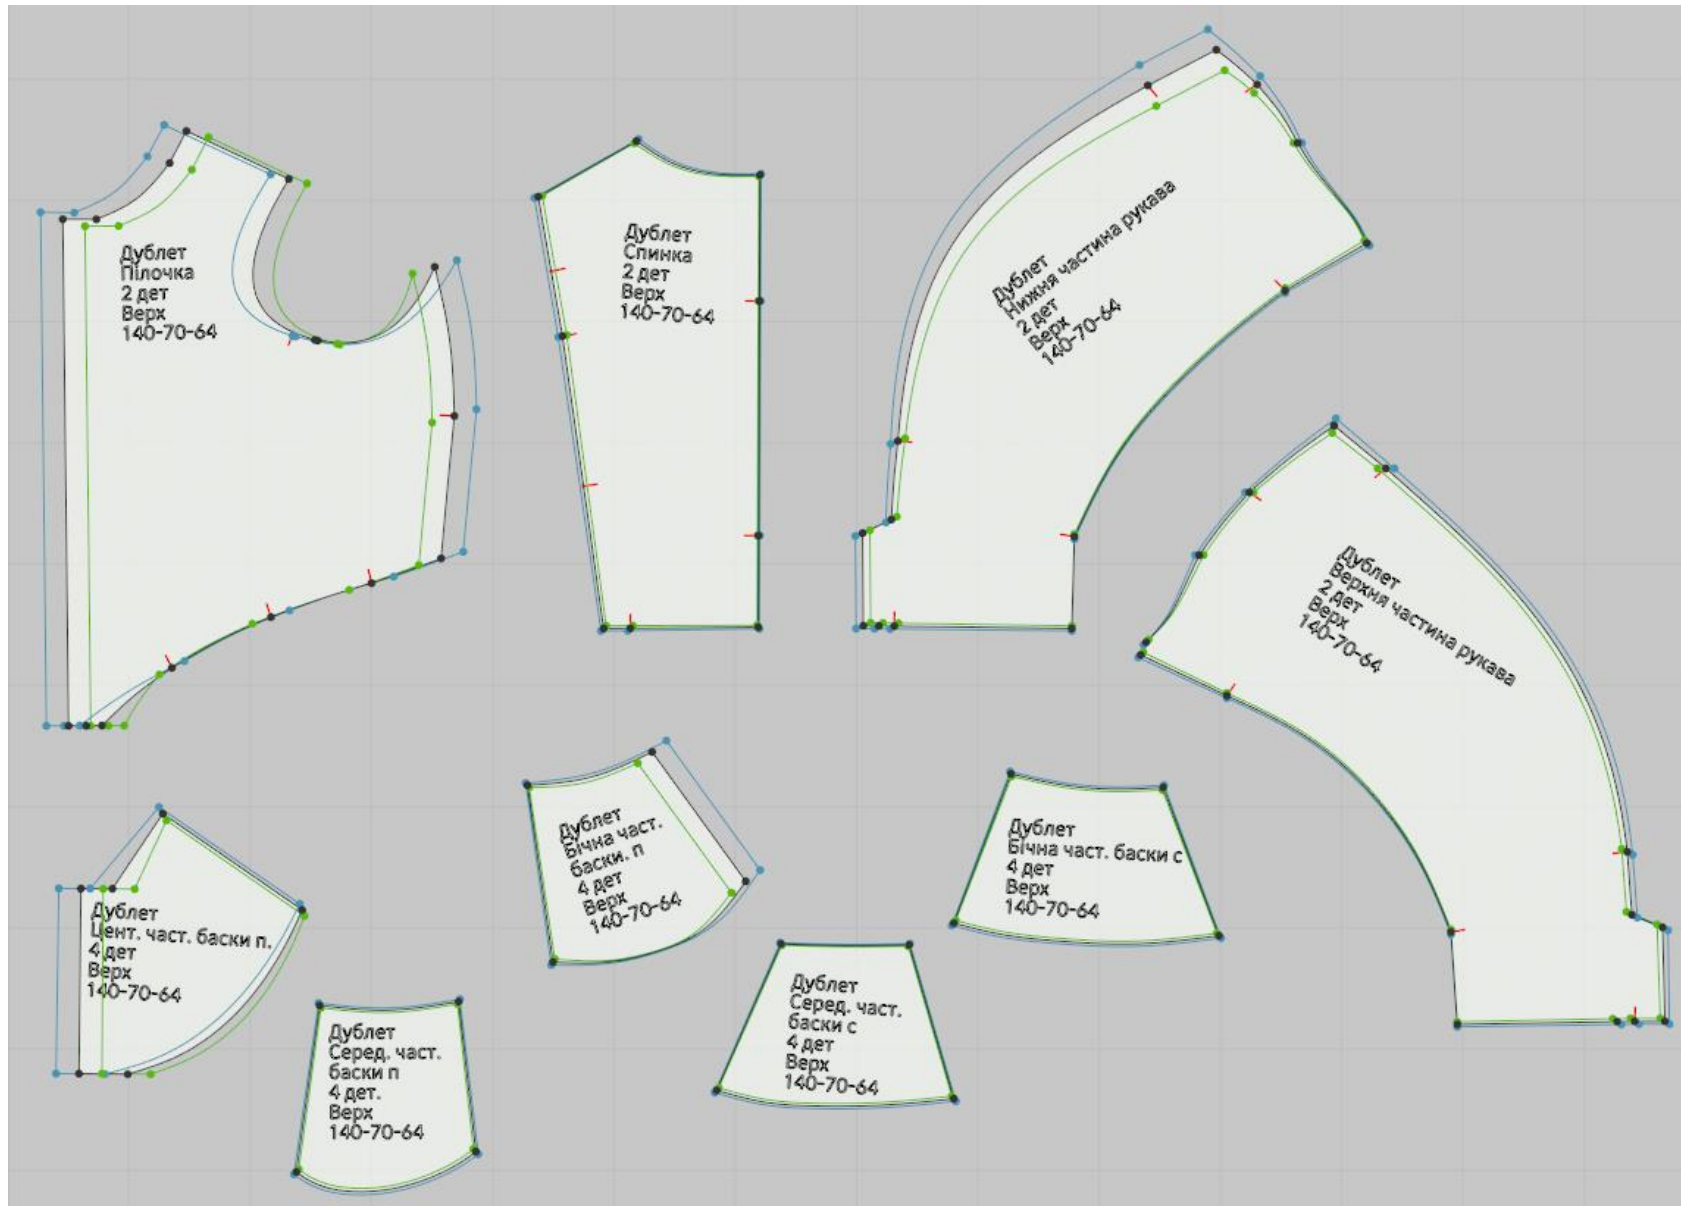 Дублет
Пілочка
2 дет
Верх
140-70-64
Дублет
Спинка
2 дет
Верх
140-70-64
Дублет
Нижня частина рукава
2 дет
Верх
140-70-64
Дублет
Верхня частина рукава
2 дет
Верх
140-70-64
Дублет
Цент. част. баски п.
4 дет
Верх
140-70-64
Дублет
Бічна част.
баски. п
4 дет
Верх
140-70-64
Дублет
Бічна част. баски с
4 дет
Верх
140-70-64
Дублет
Серед. част.
баски п
4 дет.
Верх
140-70-64
Дублет
Серед. част.
баски с
4 дет
Верх
140-70-64